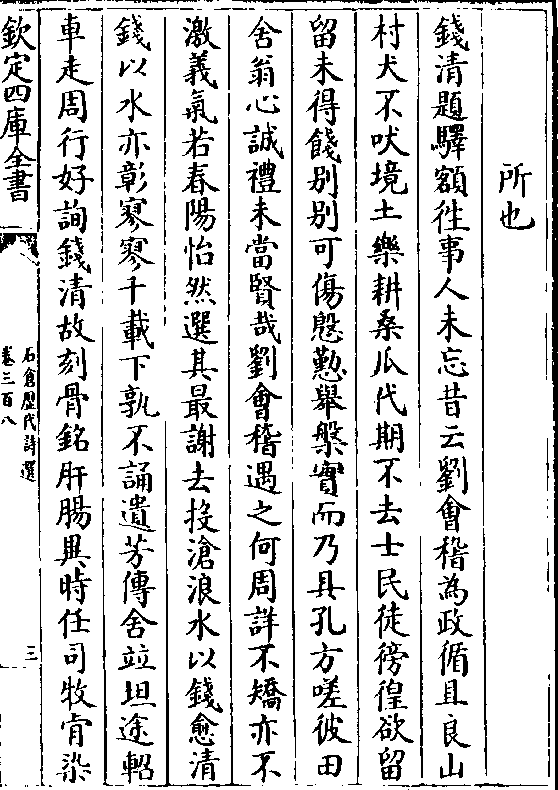 所也
錢清題驛額徃事人未忘昔云劉㑹稽為政循且良山
村犬不吠境土樂耕桑瓜代期不去士民徒徬徨欲留
留未得餞别别可傷慇懃舉槃實而乃具孔方嗟彼田
舍翁心誠禮未當賢哉劉㑹稽遇之何周詳不矯亦不
激義氣若春陽怡然選其最謝去投滄浪水以錢愈清
錢以水亦彰寥寥千載下孰不誦遺芳傳舍竝坦途軺
車走周行好詢錢清故刻骨銘肝腸異時任司牧肯染
欽定四庫全書
石倉歴代詩選
卷三百八
三